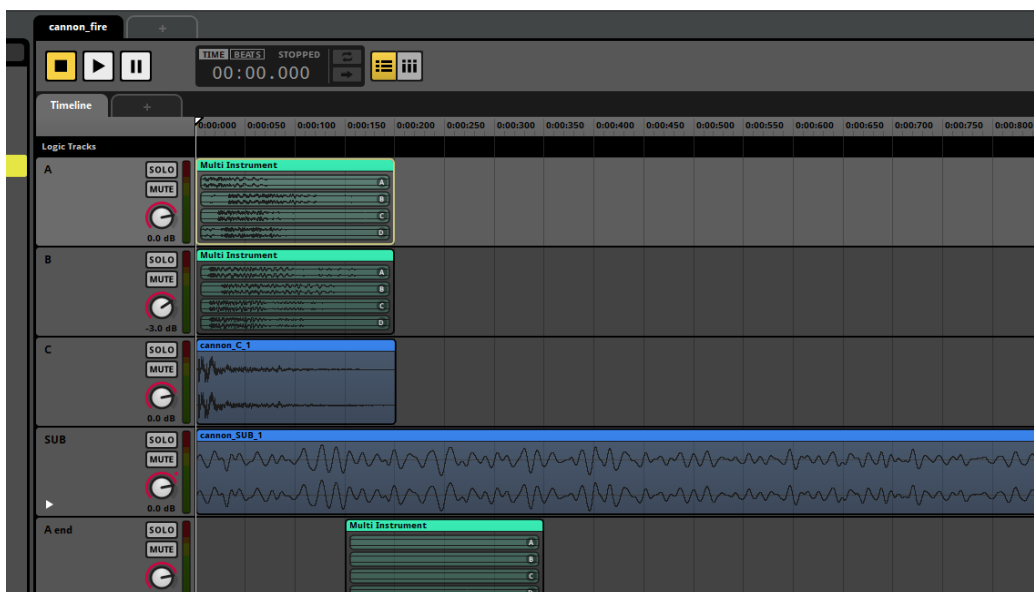 cannon_fire +
TIME BEATS STOPPED
00:00.000
Timeline +
0:00:000 0:00:050 0:00:100 0:00:150 0:00:200 0:00:250 0:00:300 0:00:350 0:00:400 0:00:450 0:00:500 0:00:550 0:00:600 0:00:650 0:00:700 0:00:750 0:00:800
Logic Tracks
A SOLO Multi Instrument
MUTE A
B
C
0.0 dB D
B SOLO Multi Instrument
MUTE A
B
C
-3.0 dB D
C SOLO cannon_C_1
MUTE
0.0 dB
SUB SOLO cannon_SUB_1
MUTE
0.0 dB
A end SOLO Multi Instrument
MUTE A
B
C